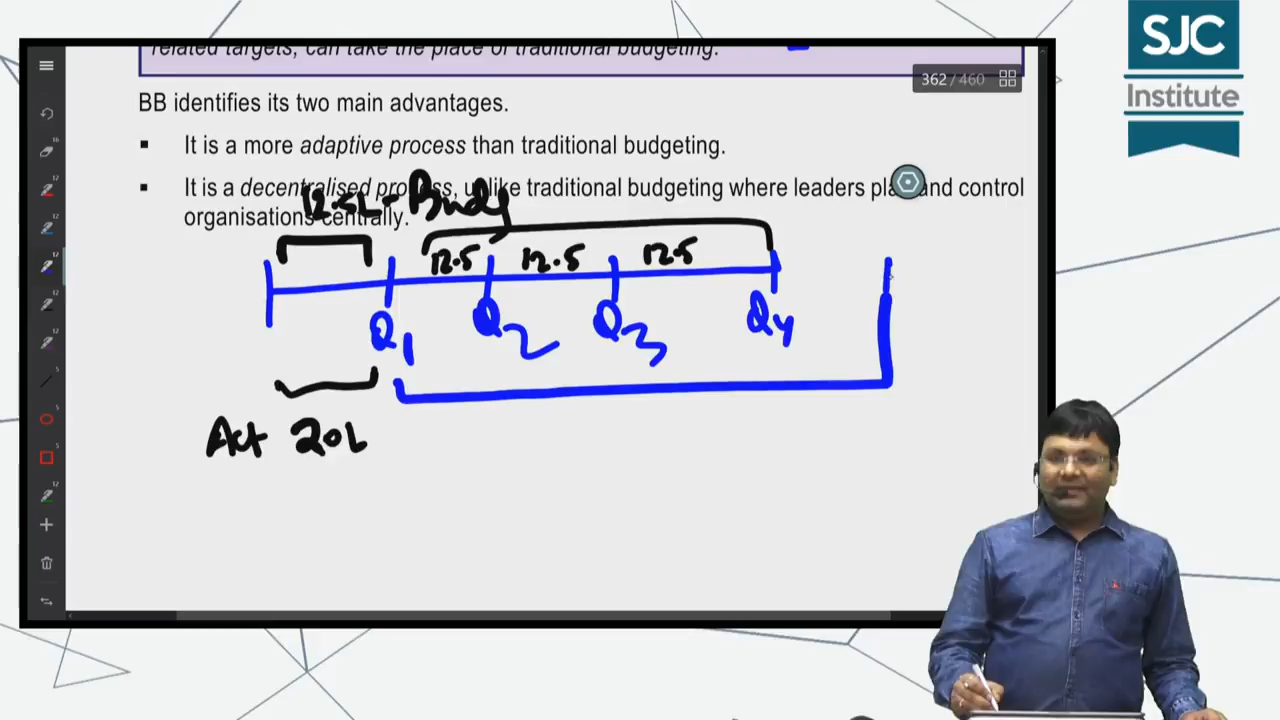 related targets, can take the place of traditional budgeting.
SJC
Institute
362 / 460
BB identifies its two main advantages.
▪ It is a more adaptive process than traditional budgeting.
▪ It is a decentralised process, unlike traditional budgeting where leaders plan and control
organisations centrally.
12.5L - Budg
12.5 12.5 12.5
Q1 Q2 Q3 Q4
Act 20L